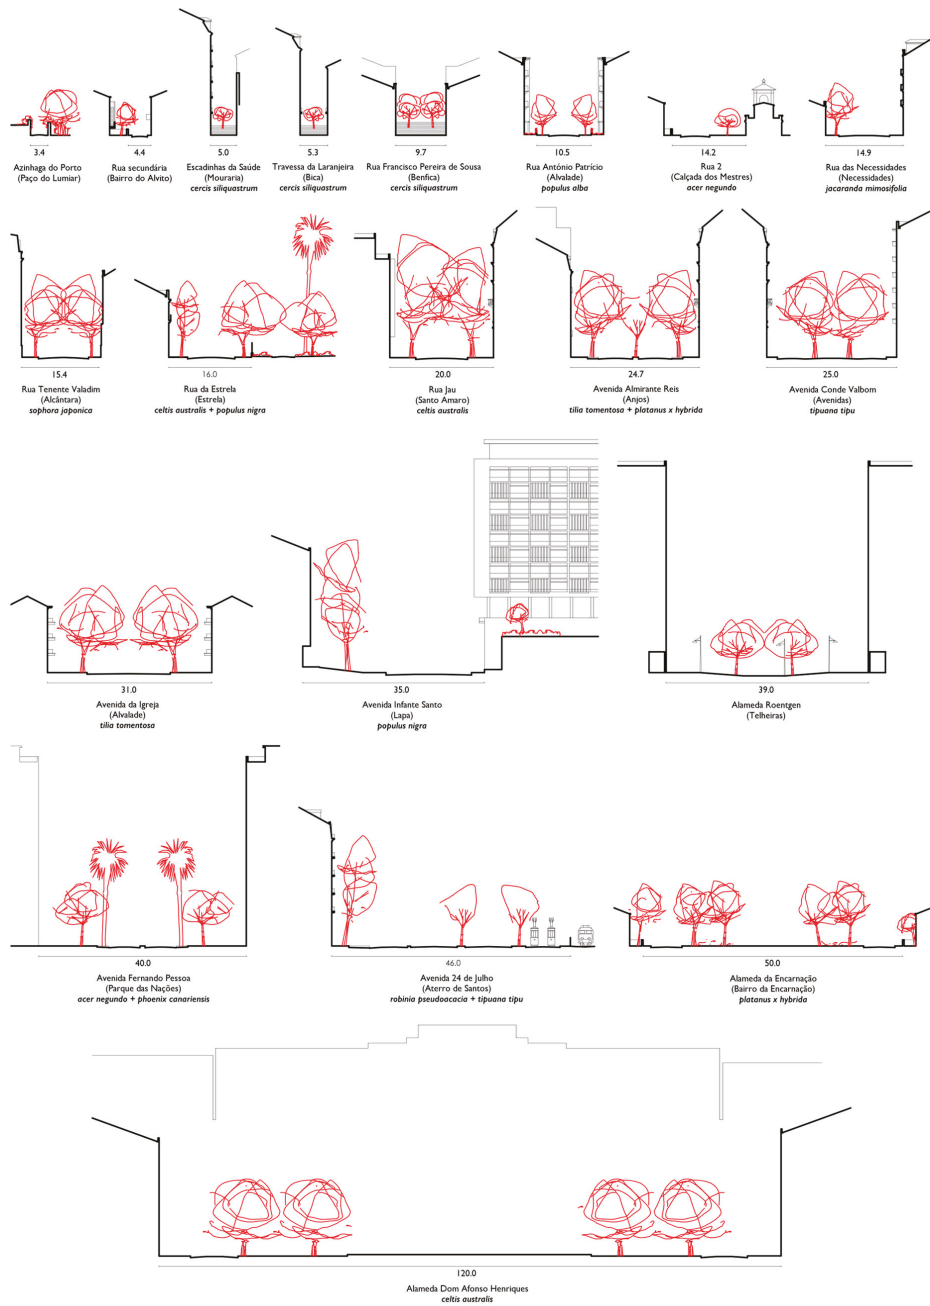 3.4
Azinhaga do Porto
(Paço do Lumiar)
4.4
Rua secundária
(Bairro do Alvito)
5.0
Escadinhas da Saúde
(Mouraria)
cercis siliquastrum
5.3
Travessa da Laranjeira
(Bica)
cercis siliquastrum
9.7
Rua Francisco Pereira de Sousa
(Benfica)
cercis siliquastrum
10.5
Rua António Patrício
(Alvalade)
populus alba
14.2
Rua 2
(Calçada dos Mestres)
acer negundo
14.9
Rua das Necessidades
(Necessidades)
jacaranda mimosifolia
15.4
Rua Tenente Valadim
(Alcântara)
sophora japonica
16.0
Rua da Estrela
(Estrela)
celtis australis + populus nigra
20.0
Rua Jau
(Santo Amaro)
celtis australis
24.7
Avenida Almirante Reis
(Anjos)
tilia tomentosa + platanus x hybrida
25.0
Avenida Conde Valbom
(Avenidas)
tipuana tipu
31.0
Avenida da Igreja
(Alvalade)
tilia tomentosa
35.0
Avenida Infante Santo
(Lapa)
populus nigra
39.0
Alameda Roentgen
(Telheiras)
40.0
Avenida Fernando Pessoa
(Parque das Nações)
acer negundo + phoenix canariensis
46.0
Avenida 24 de Julho
(Aterro de Santos)
robinia pseudoacacia + tipuana tipu
50.0
Alameda da Encarnação
(Bairro da Encarnação)
platanus x hybrida
120.0
Alameda Dom Afonso Henriques
celtis australis